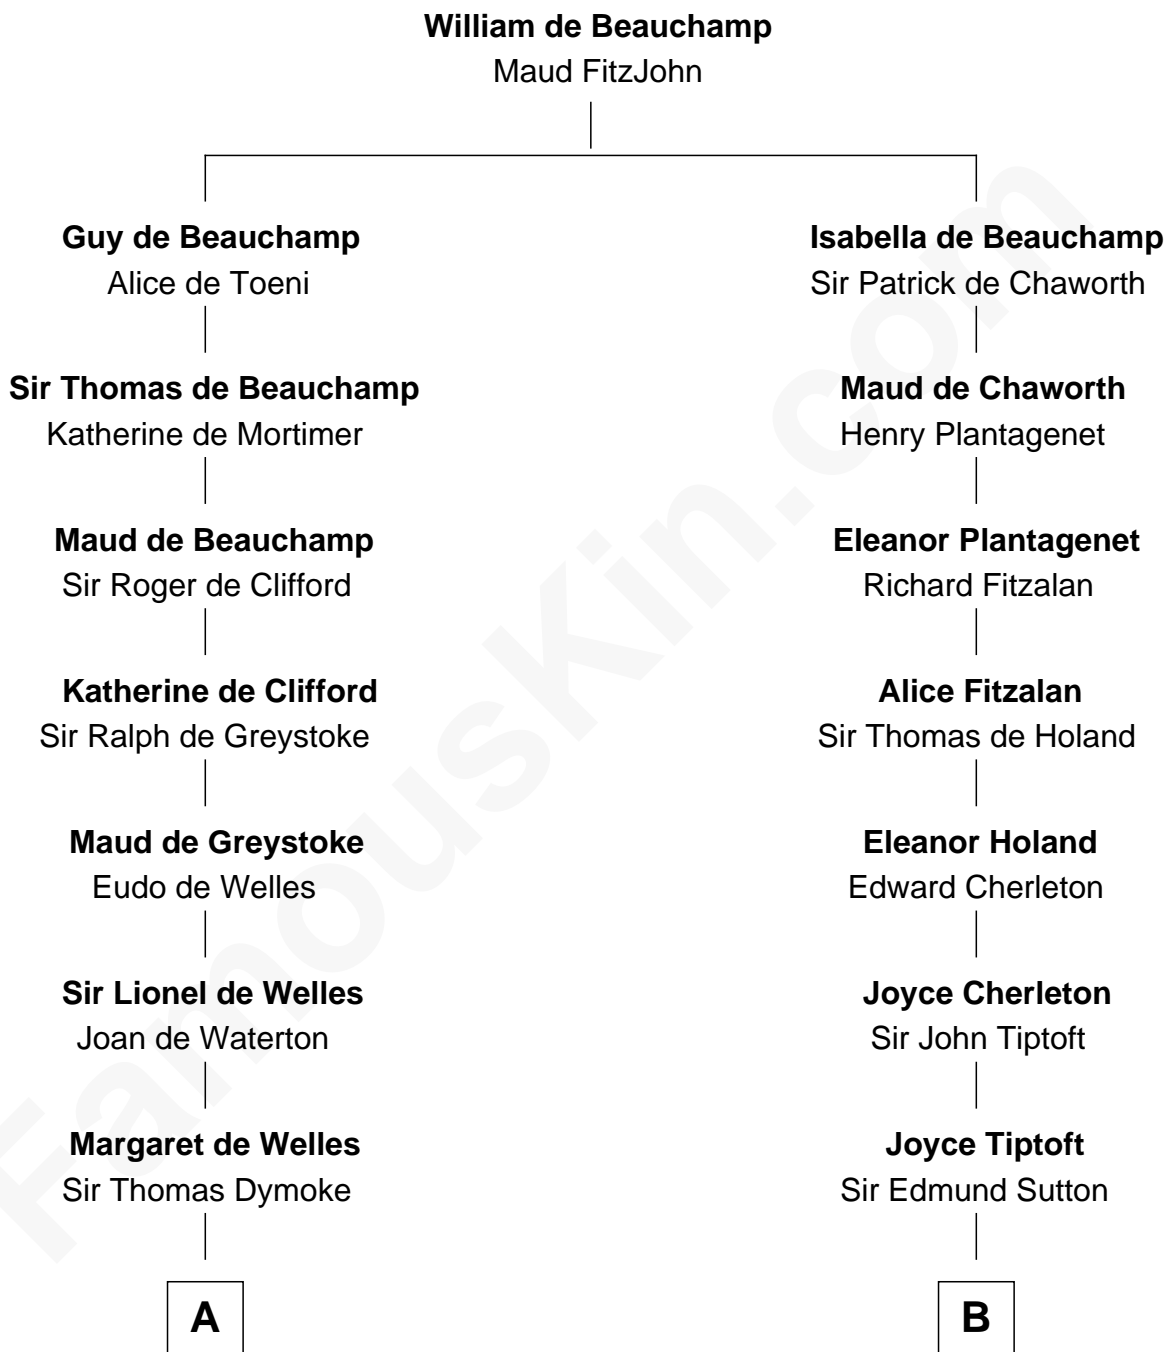 William de Beauchamp
Maud FitzJohn
Guy de Beauchamp
Alice de Toeni
Isabella de Beauchamp
Sir Patrick de Chaworth
Sir Thomas de Beauchamp
Katherine de Mortimer
Maud de Chaworth
Henry Plantagenet
Maud de Beauchamp
Sir Roger de Clifford
Eleanor Plantagenet
Richard Fitzalan
Katherine de Clifford
Sir Ralph de Greystoke
Alice Fitzalan
Sir Thomas de Holand
Maud de Greystoke
Eudo de Welles
Eleanor Holand
Edward Cherleton
Sir Lionel de Welles
Joan de Waterton
Joyce Cherleton
Sir John Tiptoft
Margaret de Welles
Sir Thomas Dymoke
Joyce Tiptoft
Sir Edmund Sutton
A
B
FamousKin.com